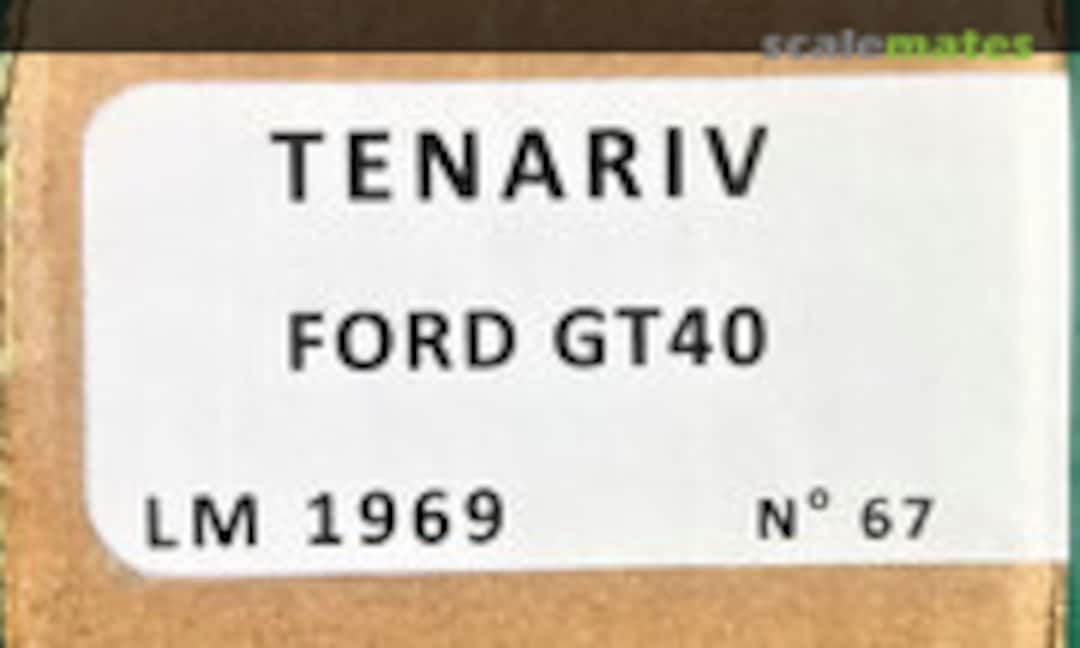 scalemates
TENARIV
FORD GT40
LM 1969 N° 67